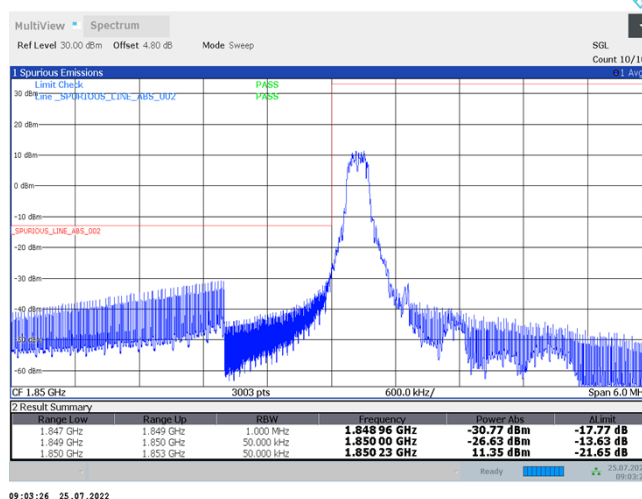 MultiView Spectrum
Ref Level 30.00 dBm Offset 4.80 dB Mode Sweep SGL
Count 10/10
1 Spurious Emissions 1 Avg
Limit Check PASS
Line _SPURIOUS_LINE_ABS_002 PASS
30 dBm
20 dBm
10 dBm
0 dBm
-10 dBm
_SPURIOUS_LINE_ABS_002
-20 dBm
-30 dBm
-40 dBm
-50 dBm
-60 dBm
CF 1.85 GHz 3003 pts 600.0 kHz/ Span 6.0 MH
2 Result Summary
Range Low Range Up RBW Frequency Power Abs ΔLimit
1.847 GHz 1.849 GHz 1.000 MHz 1.848 96 GHz -30.77 dBm -17.77 dB
1.849 GHz 1.850 GHz 50.000 kHz 1.850 00 GHz -26.63 dBm -13.63 dB
1.850 GHz 1.853 GHz 50.000 kHz 1.850 23 GHz 11.35 dBm -21.65 dB
Ready 25.07.202
09:03:2
09:03:26 25.07.2022